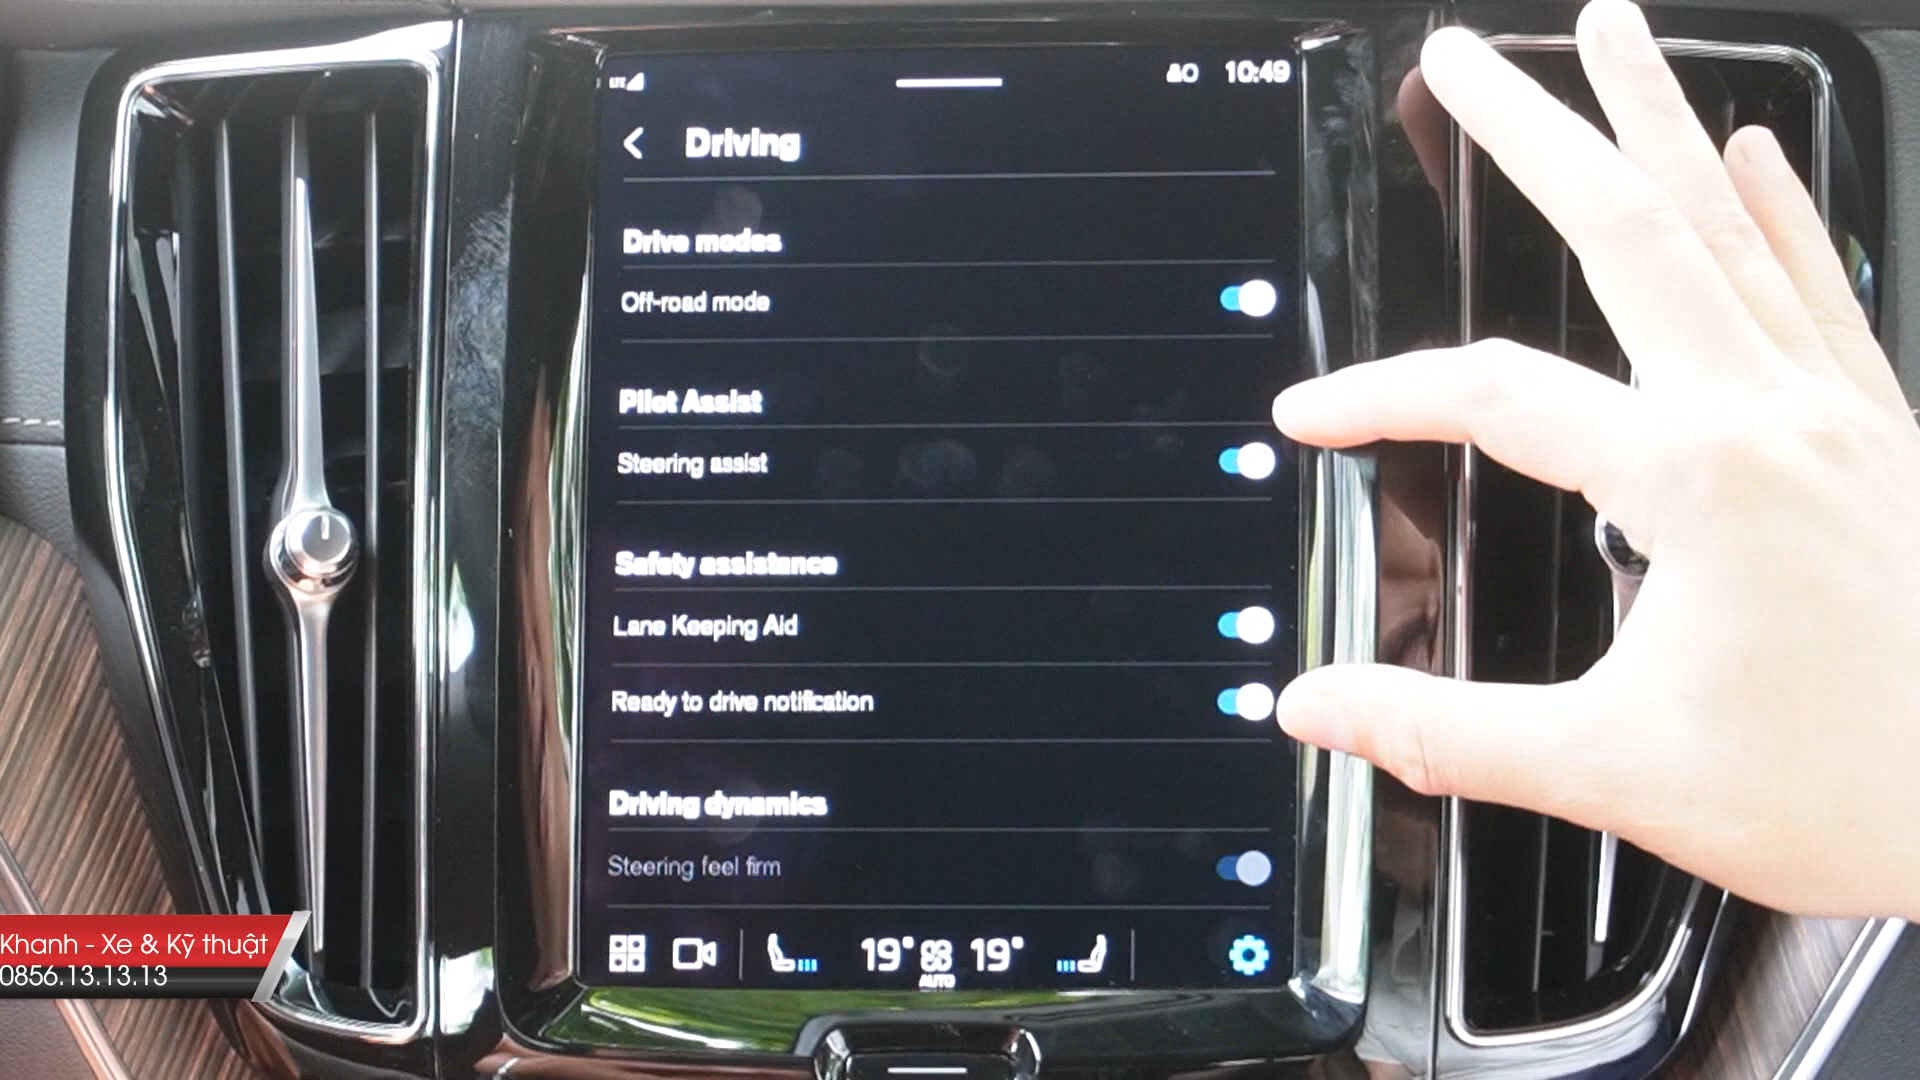 LTE
10:49
Driving
Drive modes
Off-road mode
Pilot Assist
Steering assist
Safety assistance
Lane Keeping Aid
Ready to drive notification
Driving dynamics
Steering feel firm
19° 19°
AUTO
Khanh - Xe & Kỹ thuật
0856.13.13.13